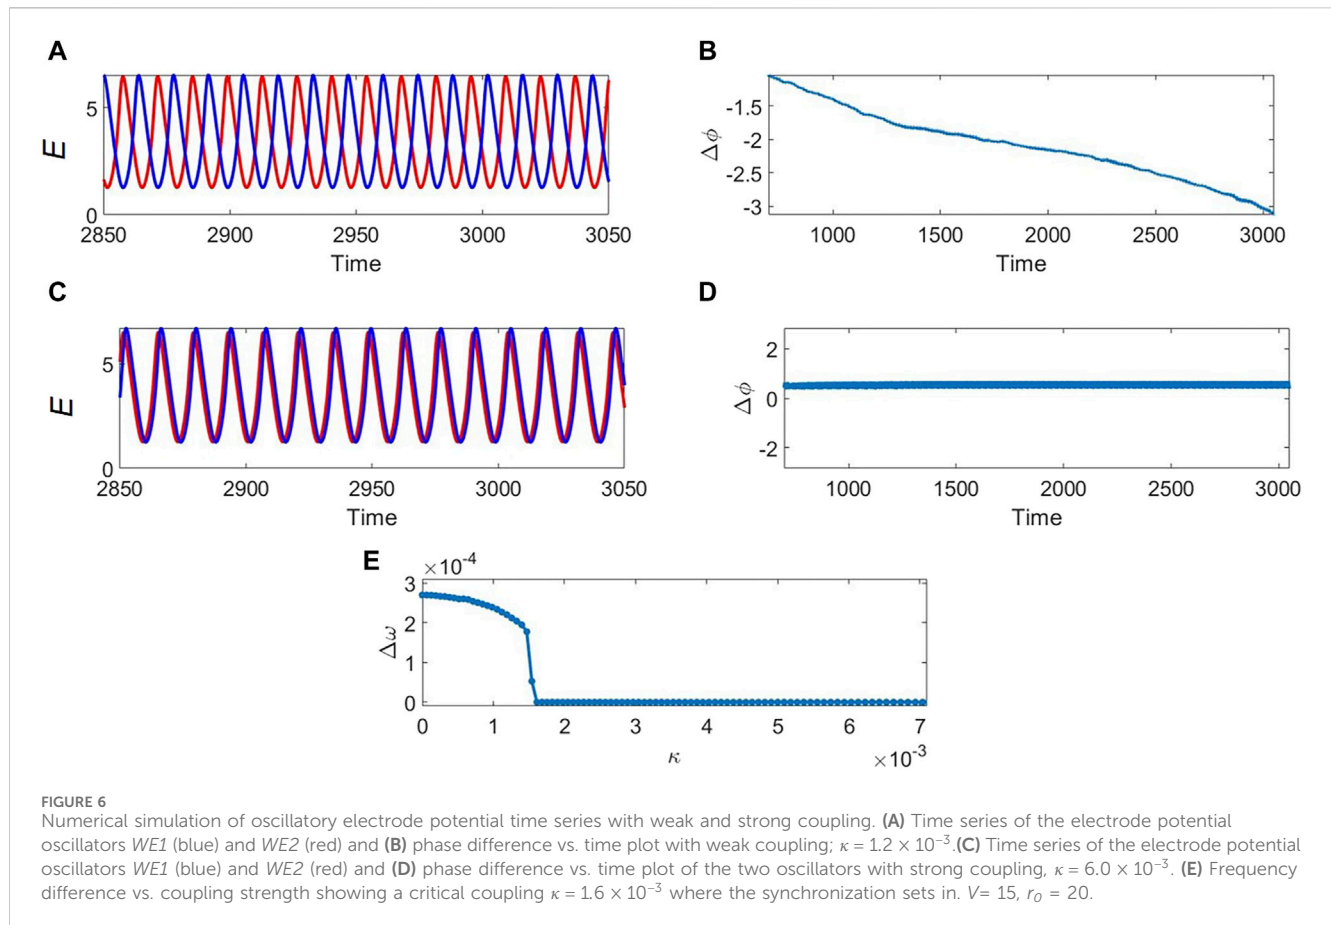 A
E
5
0
2850 2900 2950 3000 3050
Time
B
Δϕ
-1.5
-2
-2.5
-3
1000 1500 2000 2500 3000
Time
C
E
5
0
2850 2900 2950 3000 3050
Time
D
Δϕ
2
0
-2
1000 1500 2000 2500 3000
Time
E
×10⁻⁴
Δω
3
2
1
0
0 1 2 3 4 5 6 7
κ
×10⁻³
FIGURE 6
Numerical simulation of oscillatory electrode potential time series with weak and strong coupling. (A) Time series of the electrode potential
oscillators WE1 (blue) and WE2 (red) and (B) phase difference vs. time plot with weak coupling; κ = 1.2 × 10⁻³.(C) Time series of the electrode potential
oscillators WE1 (blue) and WE2 (red) and (D) phase difference vs. time plot of the two oscillators with strong coupling, κ = 6.0 × 10⁻³. (E) Frequency
difference vs. coupling strength showing a critical coupling κ = 1.6 × 10⁻³ where the synchronization sets in. V= 15, r₀ = 20.